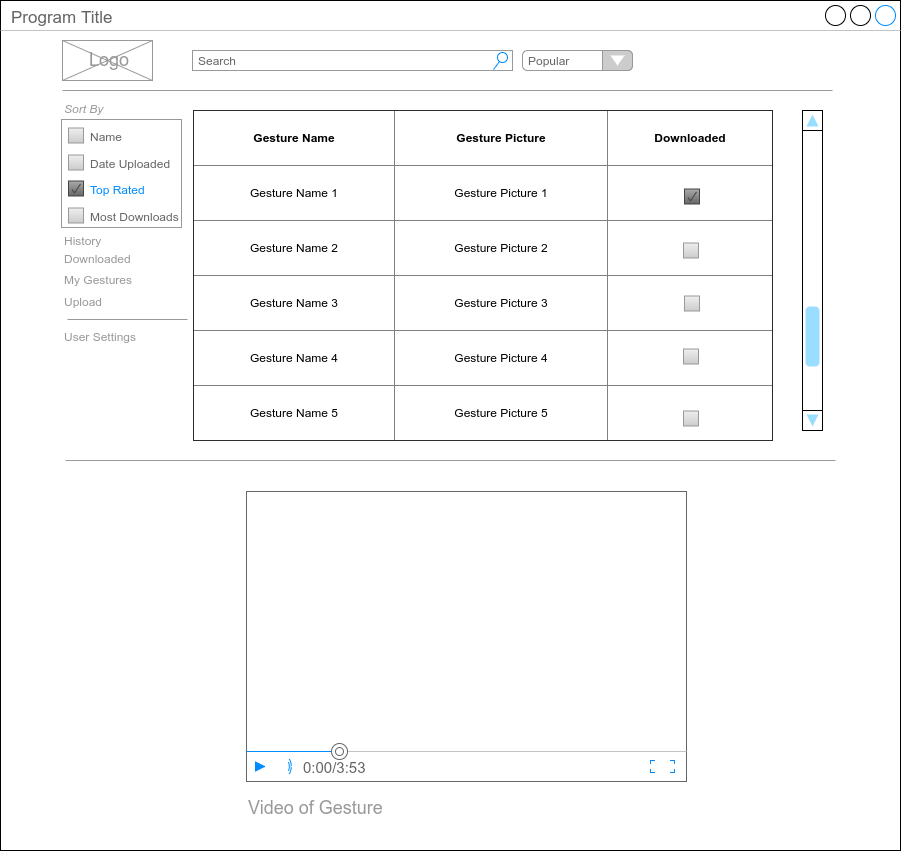 Program Title
Logo
Search
Popular
Sort By
Name
Date Uploaded
Top Rated
Most Downloads
History
Downloaded
My Gestures
Upload
User Settings
Gesture Name Gesture Picture Downloaded
Gesture Name 1 Gesture Picture 1
Gesture Name 2 Gesture Picture 2
Gesture Name 3 Gesture Picture 3
Gesture Name 4 Gesture Picture 4
Gesture Name 5 Gesture Picture 5
0:00/3:53
Video of Gesture